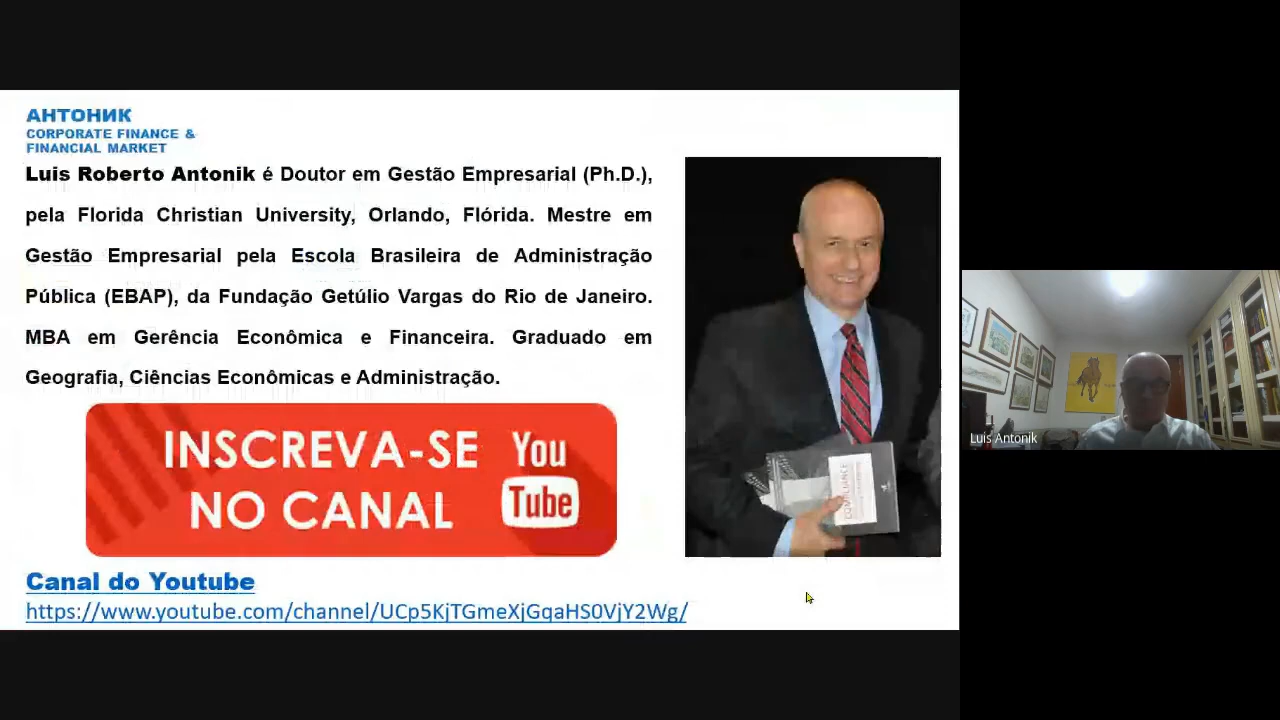 АНТОНИК
CORPORATE FINANCE &
FINANCIAL MARKET
Luis Roberto Antonik é Doutor em Gestão Empresarial (Ph.D.),
pela Florida Christian University, Orlando, Flórida. Mestre em
Gestão Empresarial pela Escola Brasileira de Administração
Pública (EBAP), da Fundação Getúlio Vargas do Rio de Janeiro.
MBA em Gerência Econômica e Financeira. Graduado em
Geografia, Ciências Econômicas e Administração.
INSCREVA-SE
NO CANAL
You
Tube
Canal do Youtube
https://www.youtube.com/channel/UCp5KjTGmeXjGqaHS0VjY2Wg/
COMPLIANCE
Luis Antonik